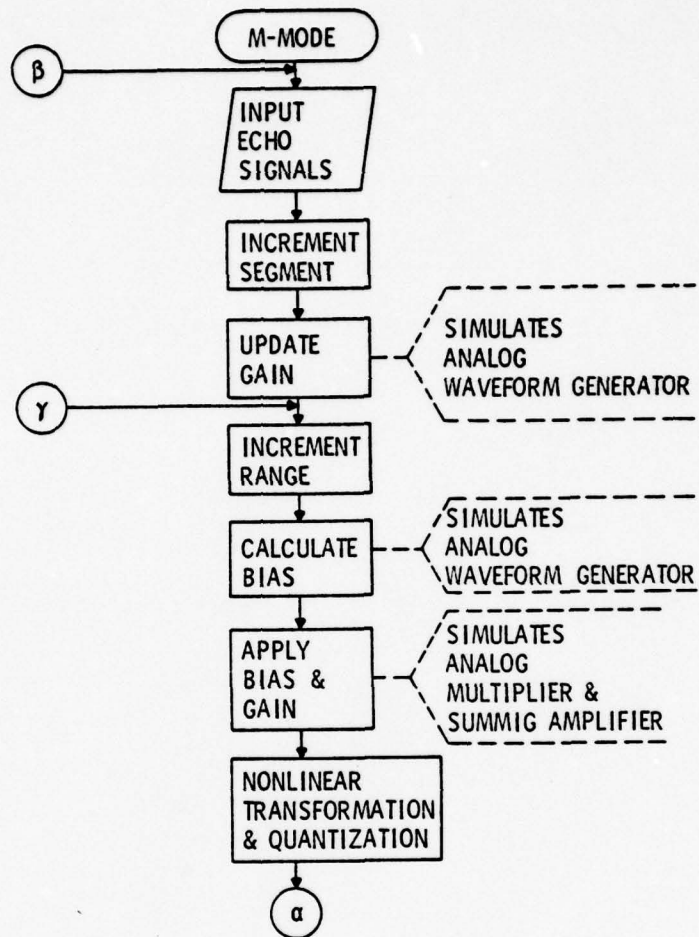 M-MODE
β
INPUT
ECHO
SIGNALS
INCREMENT
SEGMENT
UPDATE
GAIN
SIMULATES
ANALOG
WAVEFORM GENERATOR
γ
INCREMENT
RANGE
CALCULATE
BIAS
SIMULATES
ANALOG
WAVEFORM GENERATOR
APPLY
BIAS &
GAIN
SIMULATES
ANALOG
MULTIPLIER &
SUMMIG AMPLIFIER
NONLINEAR
TRANSFORMATION
& QUANTIZATION
α